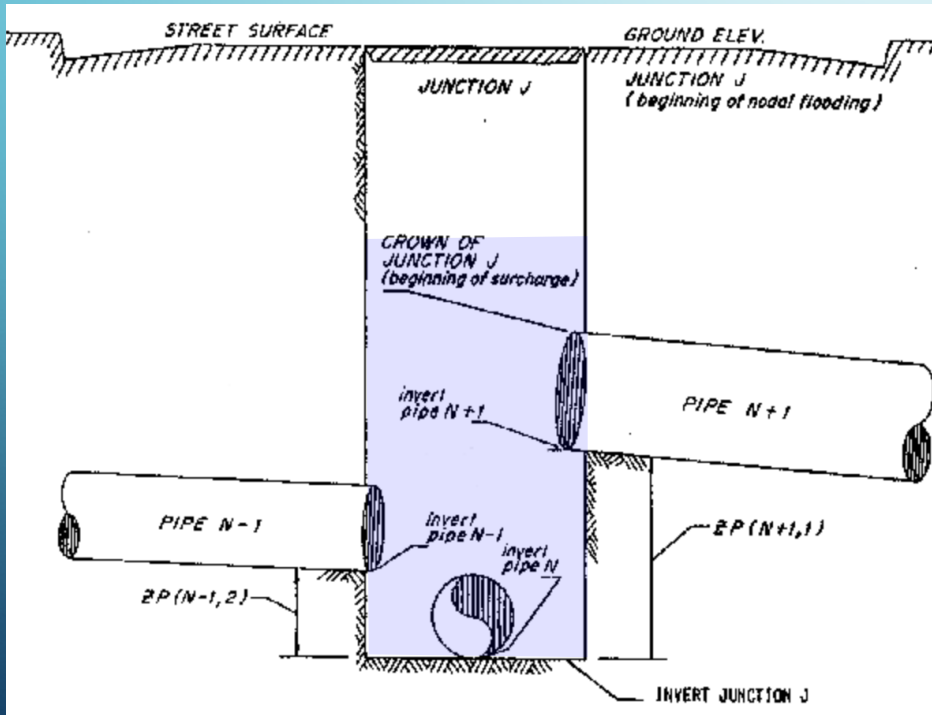 STREET SURFACE
GROUND ELEV.
JUNCTION J
JUNCTION J
(beginning of nodal flooding)
CROWN OF
JUNCTION J
(beginning of surcharge)
invert
pipe N+1
PIPE N+1
PIPE N-1
invert
pipe N-1
invert
pipe N
ZP(N+1,1)
ZP(N-1,2)
INVERT JUNCTION J